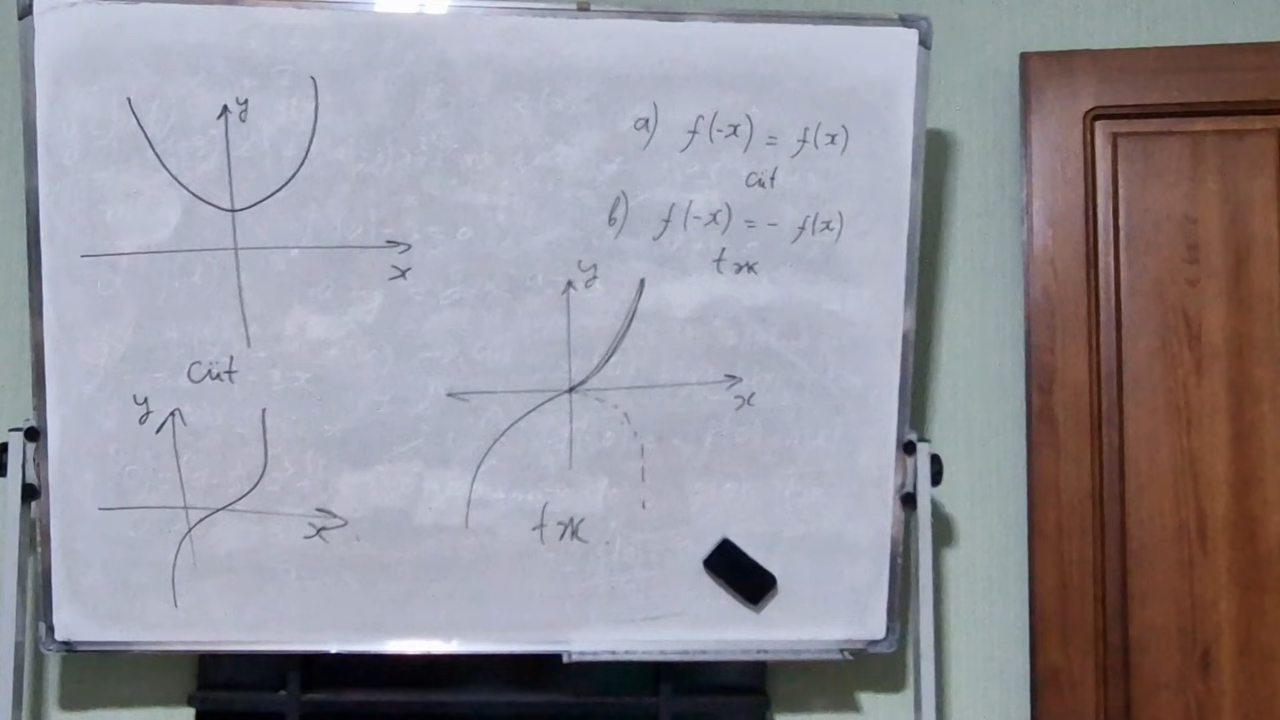 y
x
cüt
y
x
a) f(-x) = f(x)
cüt
b) f(-x) = - f(x)
tək
y
x
tək